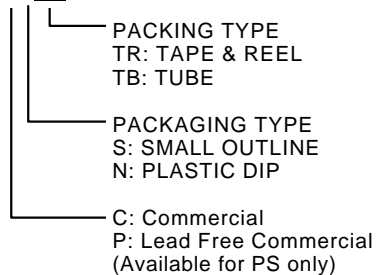 PACKING TYPE
TR: TAPE & REEL
TB: TUBE
PACKAGING TYPE
S: SMALL OUTLINE
N: PLASTIC DIP
C: Commercial
P: Lead Free Commercial
(Available for PS only)